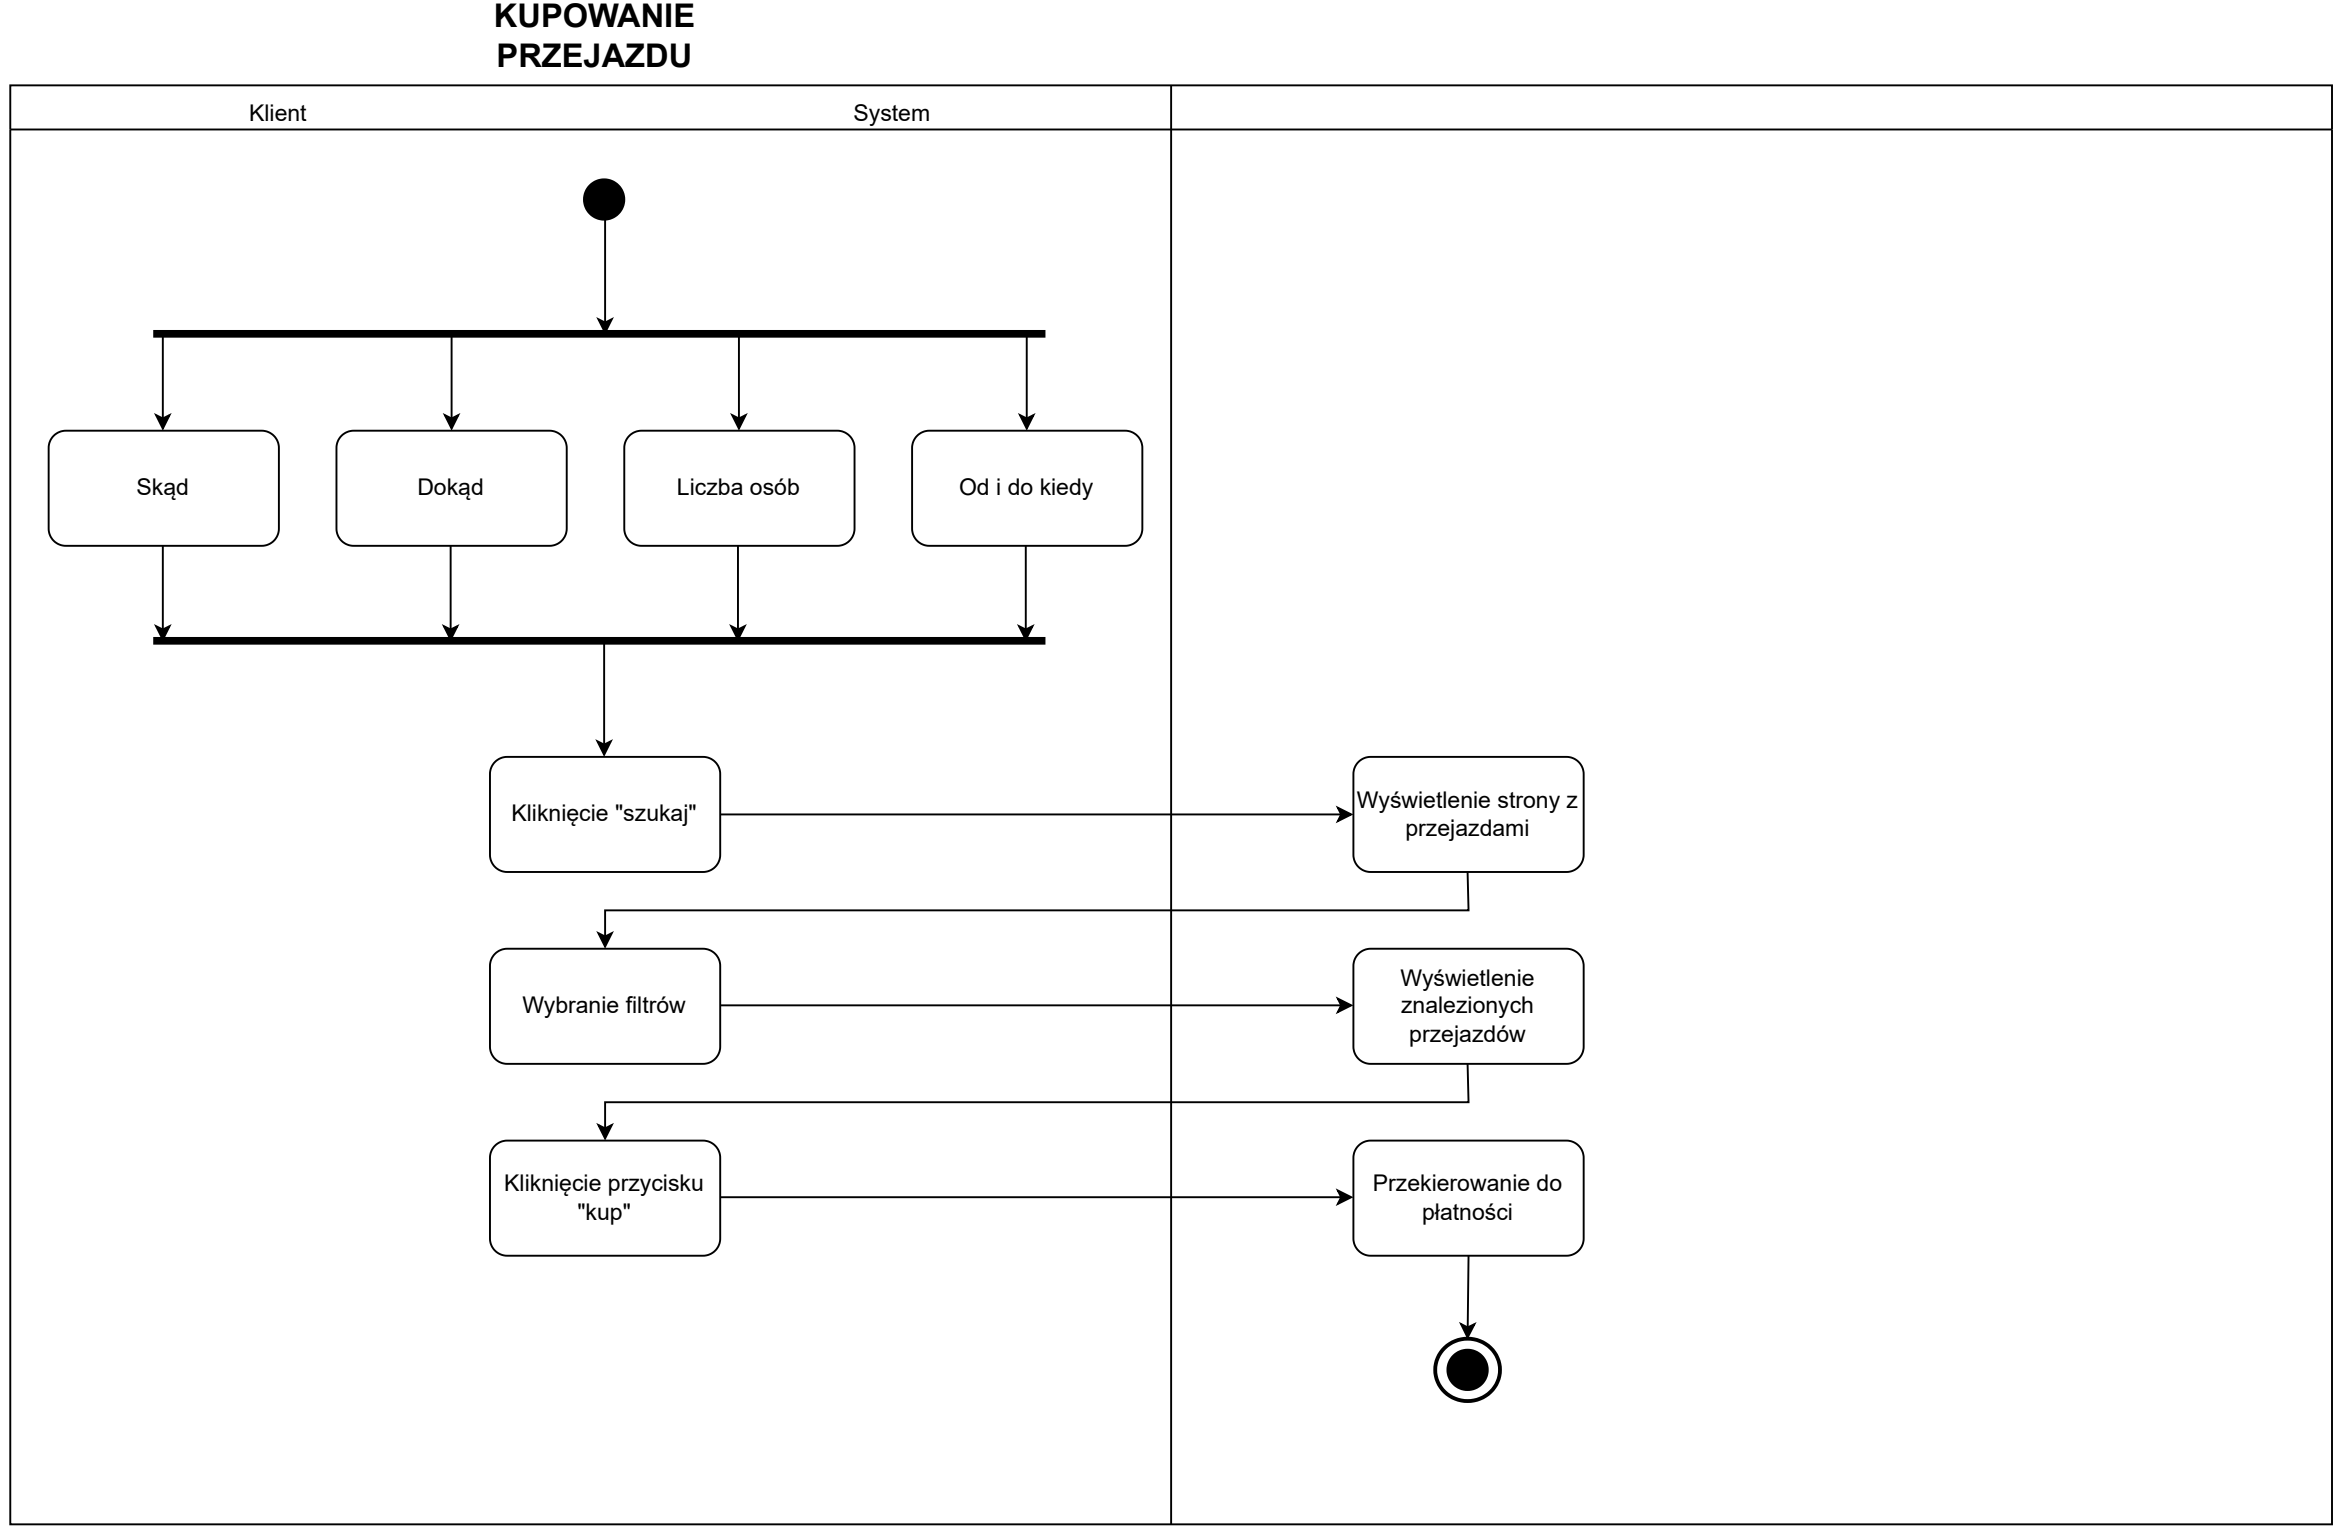 KUPOWANIE
PRZEJAZDU
Klient
System
Skąd
Dokąd
Liczba osób
Od i do kiedy
Kliknięcie "szukaj"
Wyświetlenie strony z
przejazdami
Wybranie filtrów
Wyświetlenie
znalezionych
przejazdów
Kliknięcie przycisku
"kup"
Przekierowanie do
płatności